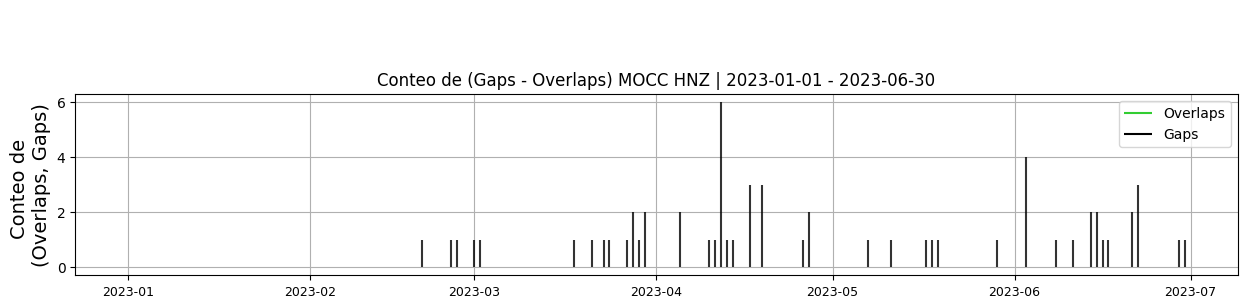 Conteo de (Gaps - Overlaps) MOCC HNZ | 2023-01-01 - 2023-06-30
Conteo de
(Overlaps, Gaps)
6
4
2
0
Overlaps
Gaps
2023-01
2023-02
2023-03
2023-04
2023-05
2023-06
2023-07